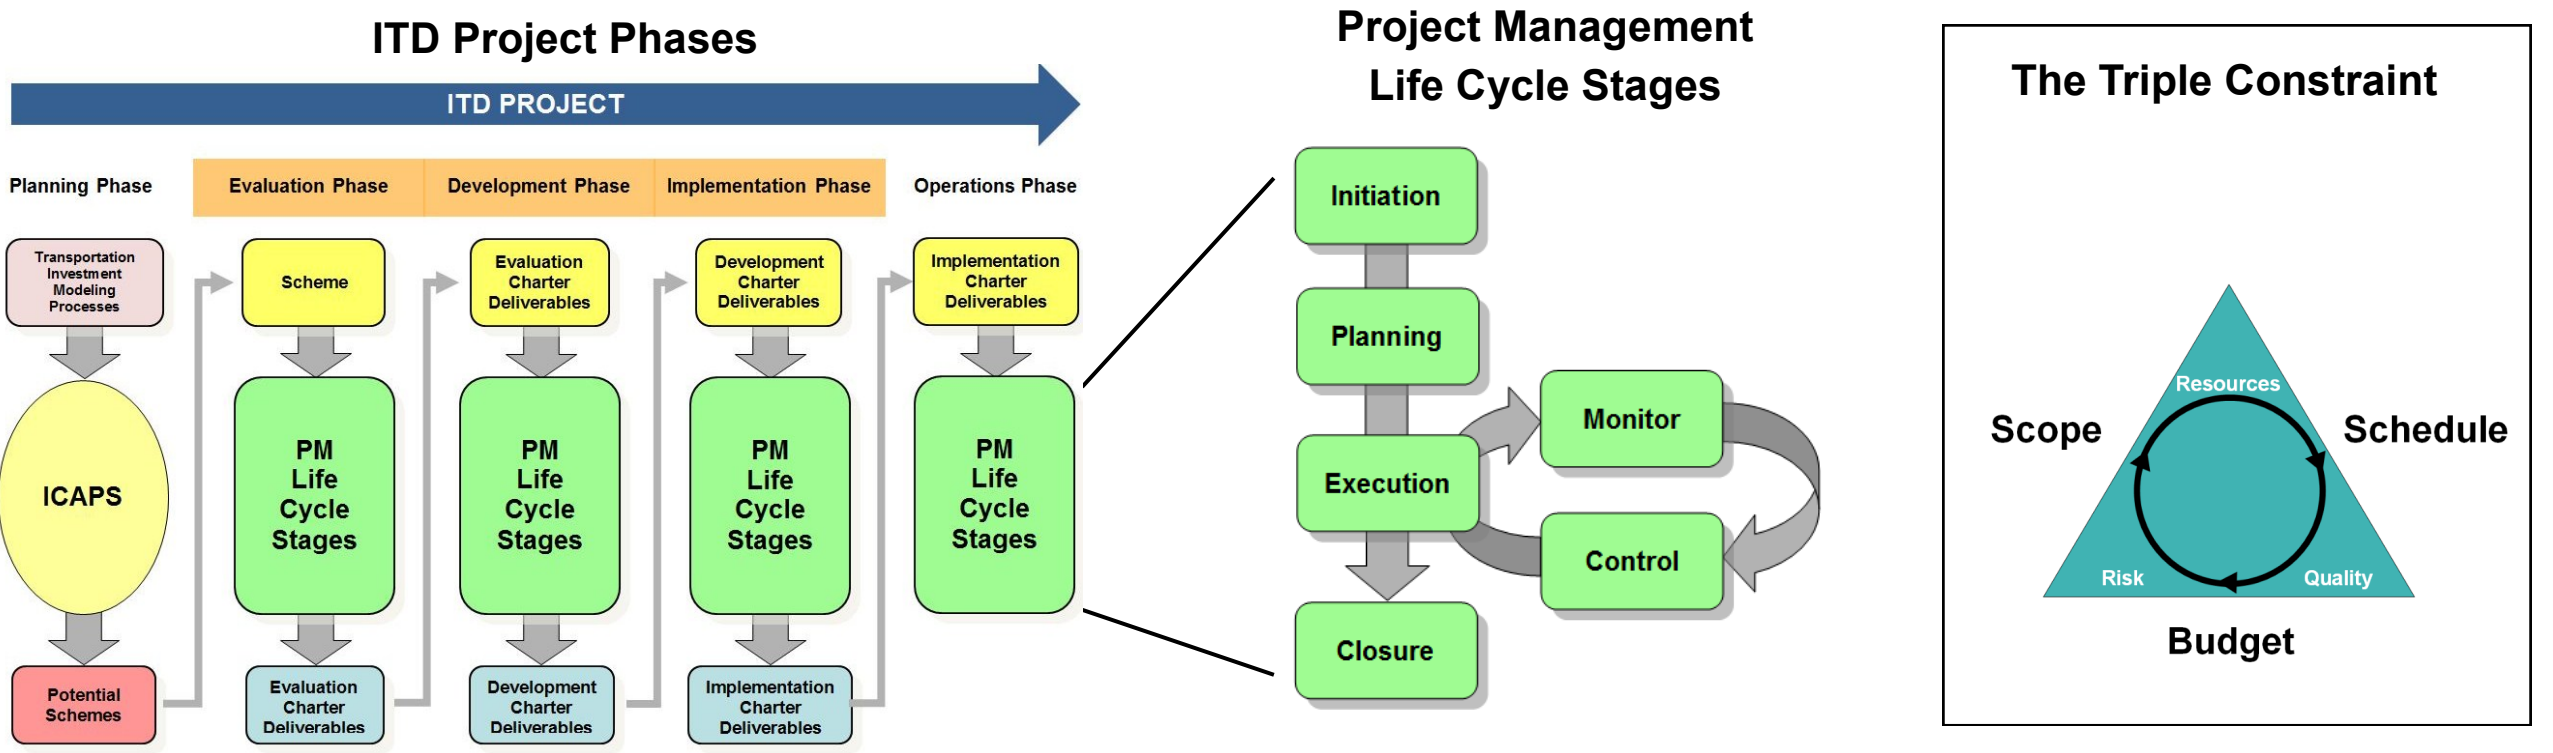 ITD Project Phases
ITD PROJECT
Planning Phase
Evaluation Phase
Development Phase
Implementation Phase
Operations Phase
Transportation
Investment
Modeling
Processes
Scheme
Evaluation
Charter
Deliverables
Development
Charter
Deliverables
Implementation
Charter
Deliverables
ICAPS
PM
Life
Cycle
Stages
PM
Life
Cycle
Stages
PM
Life
Cycle
Stages
PM
Life
Cycle
Stages
Potential
Schemes
Evaluation
Charter
Deliverables
Development
Charter
Deliverables
Implementation
Charter
Deliverables
Project Management
Life Cycle Stages
Initiation
Planning
Execution
Monitor
Control
Closure
The Triple Constraint
Resources
Scope
Schedule
Risk
Quality
Budget